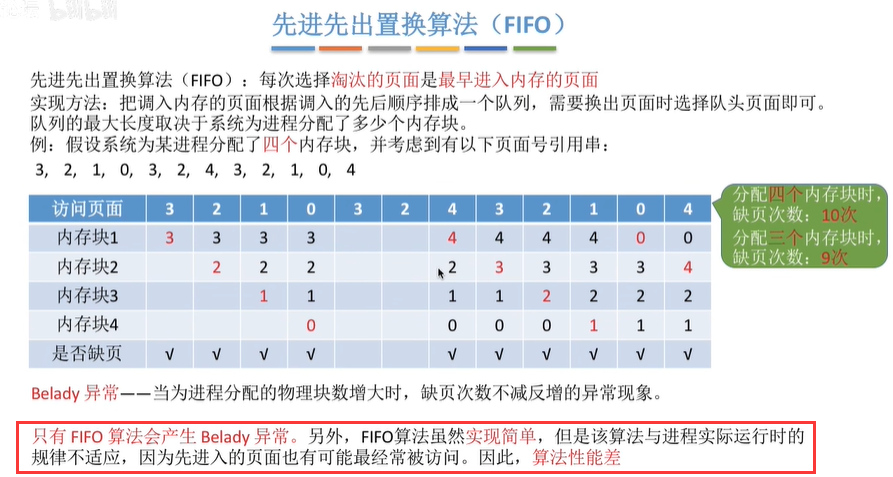 先进先出置换算法（FIFO）
先进先出置换算法（FIFO）：每次选择淘汰的页面是最早进入内存的页面
实现方法：把调入内存的页面根据调入的先后顺序排成一个队列，需要换出页面时选择队头页面即可。
队列的最大长度取决于系统为进程分配了多少个内存块。
例：假设系统为某进程分配了四个内存块，并考虑到有以下页面号引用串：
3, 2, 1, 0, 3, 2, 4, 3, 2, 1, 0, 4
访问页面 3 2 1 0 3 2 4 3 2 1 0 4
内存块1 3 3 3 3 4 4 4 4 0 0
内存块2 2 2 2 2 3 3 3 3 4
内存块3 1 1 1 1 2 2 2 2
内存块4 0 0 0 0 1 1 1
是否缺页 √ √ √ √ √ √ √ √ √ √
分配四个内存块时，
缺页次数：10次
分配三个内存块时，
缺页次数：9次
Belady 异常——当为进程分配的物理块数增大时，缺页次数不减反增的异常现象。
只有 FIFO 算法会产生 Belady 异常。另外，FIFO算法虽然实现简单，但是该算法与进程实际运行时的
规律不适应，因为先进入的页面也有可能最经常被访问。因此，算法性能差